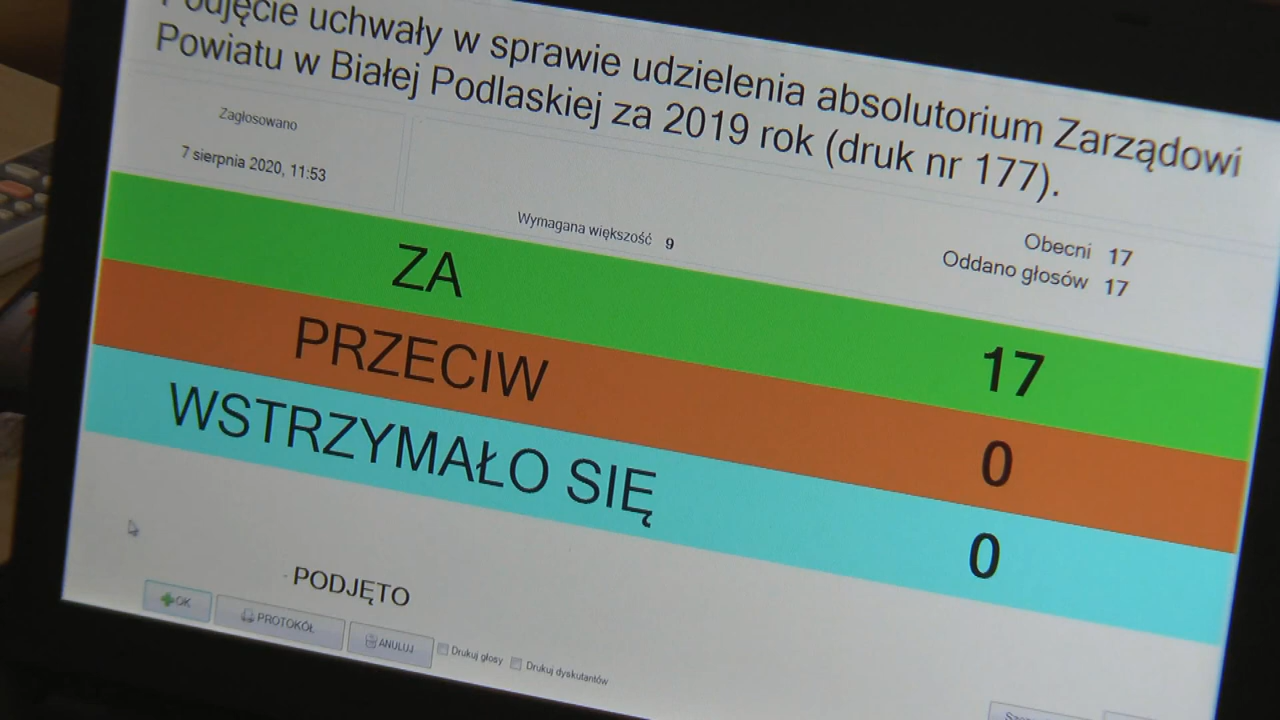 Podjęcie uchwały w sprawie udzielenia absolutorium Zarządowi
Powiatu w Białej Podlaskiej za 2019 rok (druk nr 177).
Zagłosowano
7 sierpnia 2020, 11:53
Wymagana większość 9
Obecni 17
Oddano głosów 17
ZA 17
PRZECIW 0
WSTRZYMAŁO SIĘ 0
PODJĘTO
OK PROTOKÓŁ ANULUJ Drukuj głosy Drukuj dyskutantów